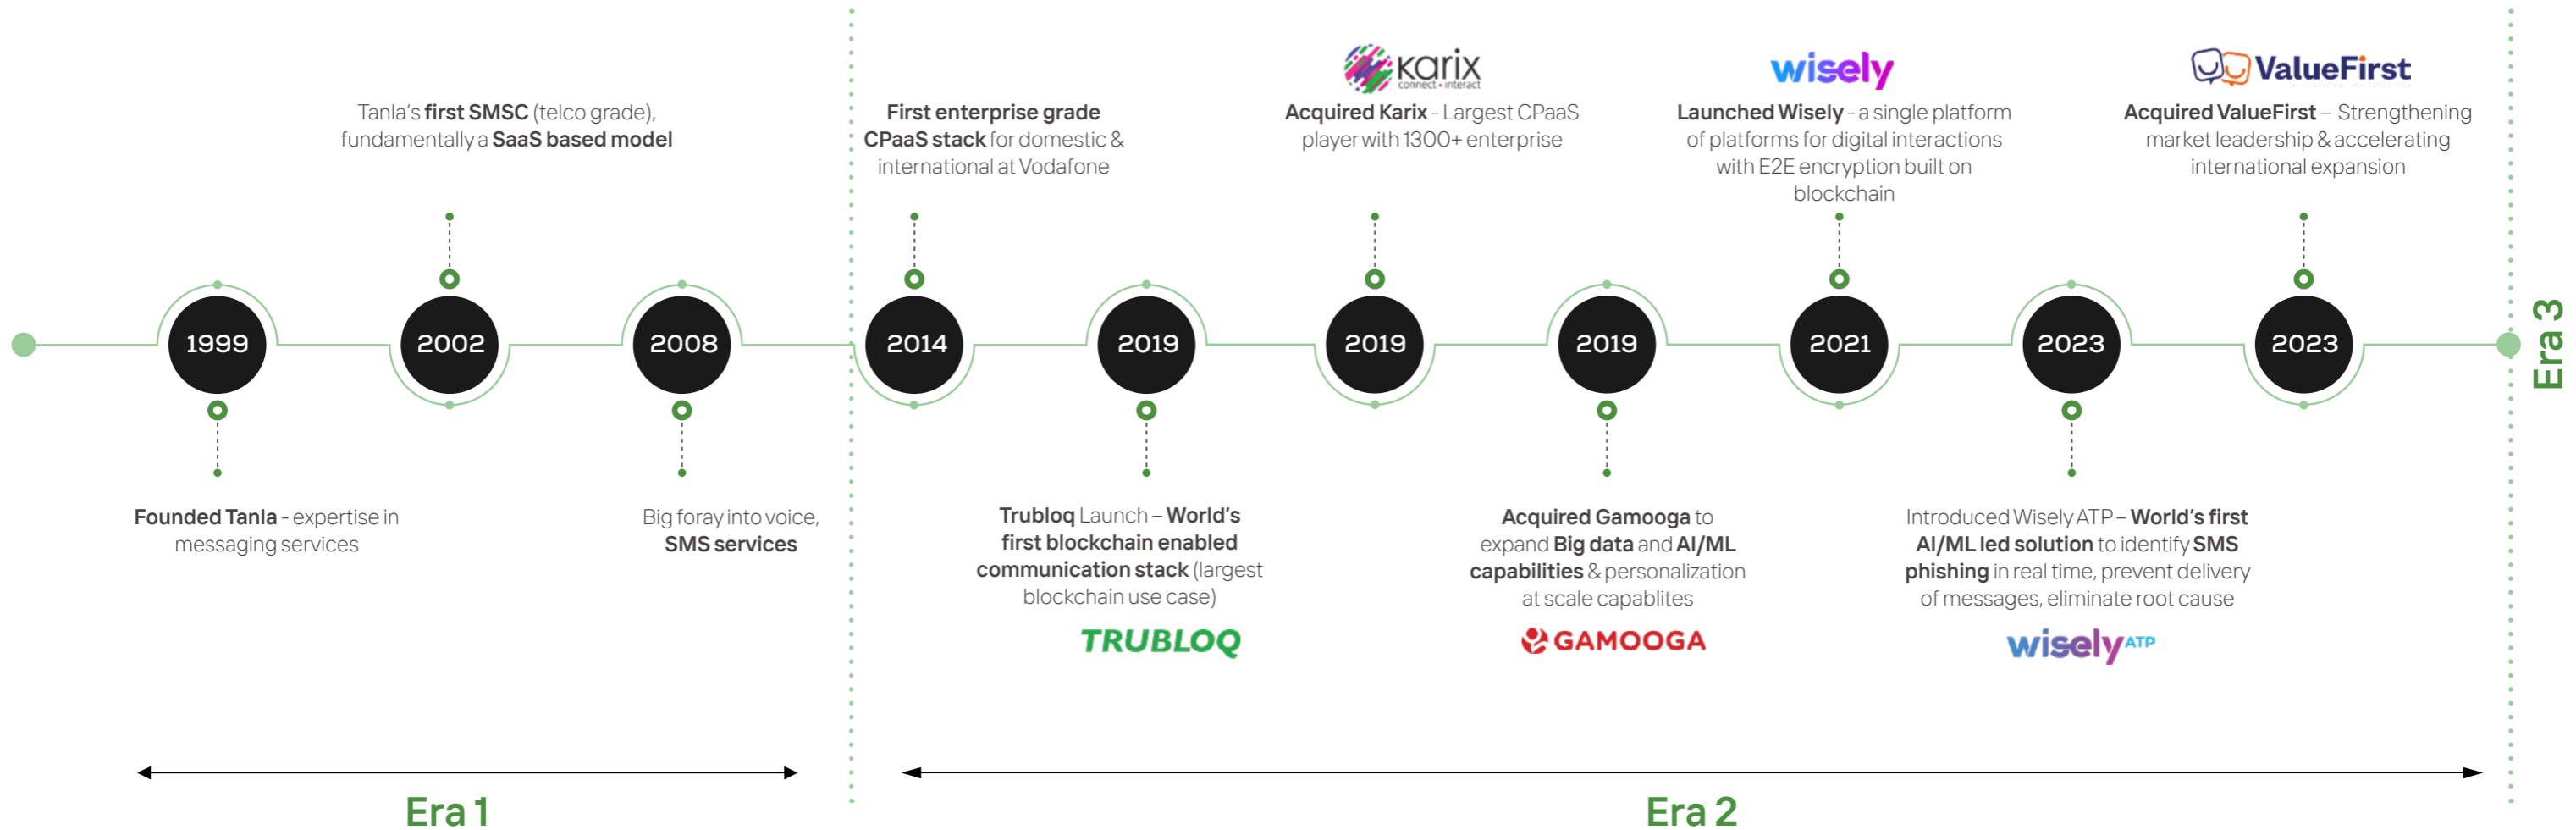 karix
connect • interact
wisely
ValueFirst
Tanla's first SMSC (telco grade),
fundamentally a SaaS based model
First enterprise grade
CPaaS stack for domestic &
international at Vodafone
Acquired Karix - Largest CPaaS
player with 1300+ enterprise
Launched Wisely - a single platform
of platforms for digital interactions
with E2E encryption built on
blockchain
Acquired ValueFirst – Strengthening
market leadership & accelerating
international expansion
1999
2002
2008
2014
2019
2019
2019
2021
2023
2023
Era 3
Founded Tanla - expertise in
messaging services
Big foray into voice,
SMS services
Trubloq Launch – World's
first blockchain enabled
communication stack (largest
blockchain use case)
TRUBLOQ
Acquired Gamooga to
expand Big data and AI/ML
capabilities & personalization
at scale capablites
GAMOOGA
Introduced Wisely ATP – World's first
AI/ML led solution to identify SMS
phishing in real time, prevent delivery
of messages, eliminate root cause
wisely ATP
Era 1
Era 2